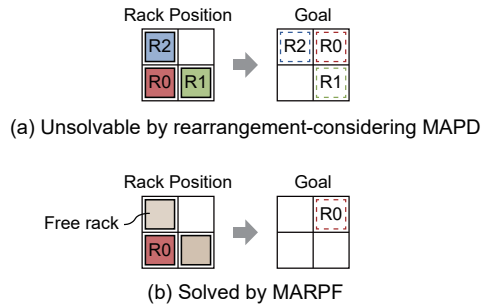 Rack Position Goal
R2 R2 R0
R0 R1 R1
(a) Unsolvable by rearrangement-considering MAPD
Rack Position Goal
Free rack R0
R0
(b) Solved by MARPF